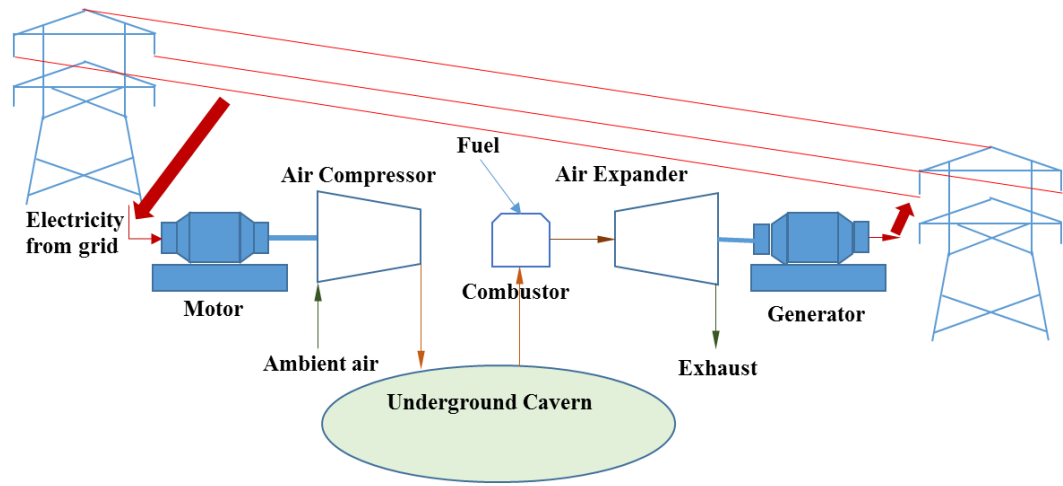 Fuel
Air Compressor
Air Expander
Electricity
from grid
Combustor
Motor
Generator
Ambient air
Exhaust
Underground Cavern